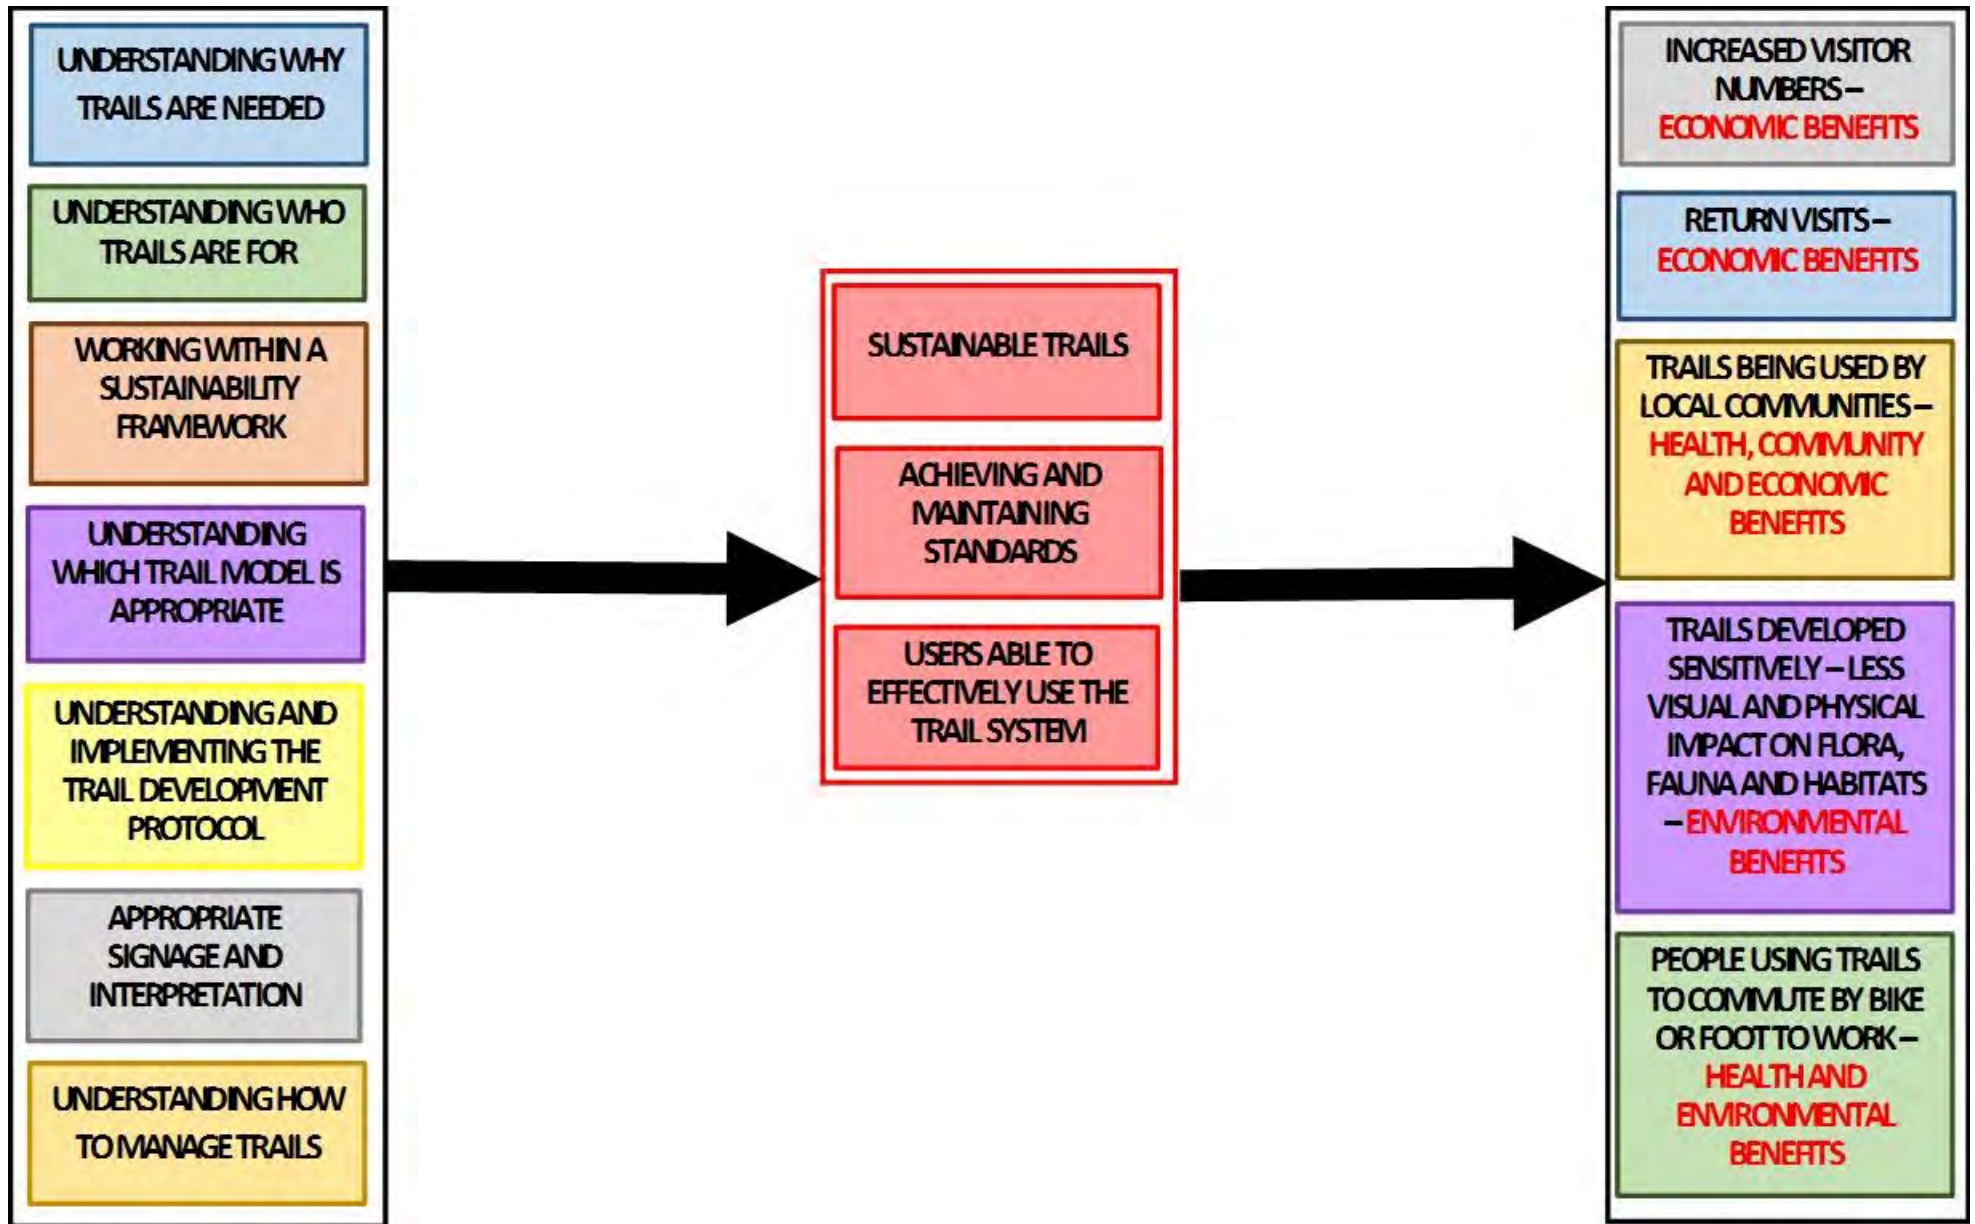 UNDERSTANDING WHY
TRAILS ARE NEEDED
UNDERSTANDING WHO
TRAILS ARE FOR
WORKING WITHIN A
SUSTAINABILITY
FRAMEWORK
UNDERSTANDING
WHICH TRAIL MODEL IS
APPROPRIATE
UNDERSTANDING AND
IMPLEMENTING THE
TRAIL DEVELOPMENT
PROTOCOL
APPROPRIATE
SIGNAGE AND
INTERPRETATION
UNDERSTANDING HOW
TO MANAGE TRAILS
SUSTAINABLE TRAILS
ACHIEVING AND
MAINTAINING
STANDARDS
USERS ABLE TO
EFFECTIVELY USE THE
TRAIL SYSTEM
INCREASED VISITOR
NUMBERS –
ECONOMIC BENEFITS
RETURN VISITS –
ECONOMIC BENEFITS
TRAILS BEING USED BY
LOCAL COMMUNITIES –
HEALTH, COMMUNITY
AND ECONOMIC
BENEFITS
TRAILS DEVELOPED
SENSITIVELY – LESS
VISUAL AND PHYSICAL
IMPACT ON FLORA,
FAUNA AND HABITATS
– ENVIRONMENTAL
BENEFITS
PEOPLE USING TRAILS
TO COMMUTE BY BIKE
OR FOOT TO WORK –
HEALTH AND
ENVIRONMENTAL
BENEFITS